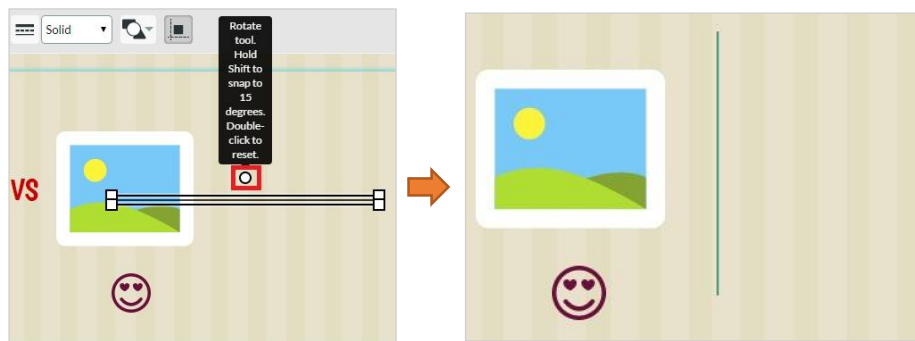 Solid
Rotate
tool.
Hold
Shift to
snap to
15
degrees.
Double-
click to
reset.
VS